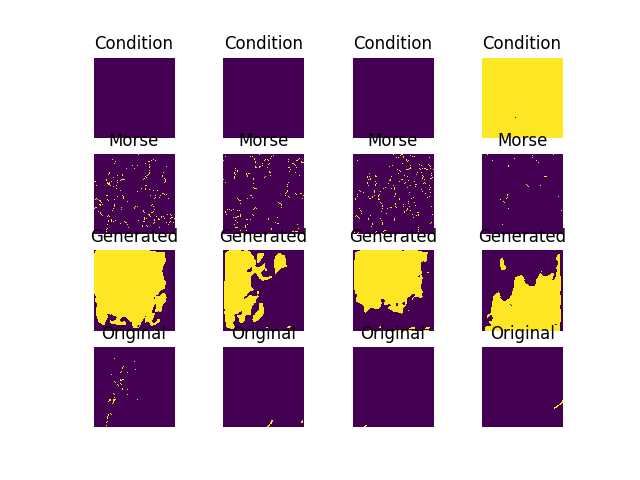 Condition Condition Condition Condition
Morse Morse Morse Morse
Generated Generated Generated Generated
Original Original Original Original